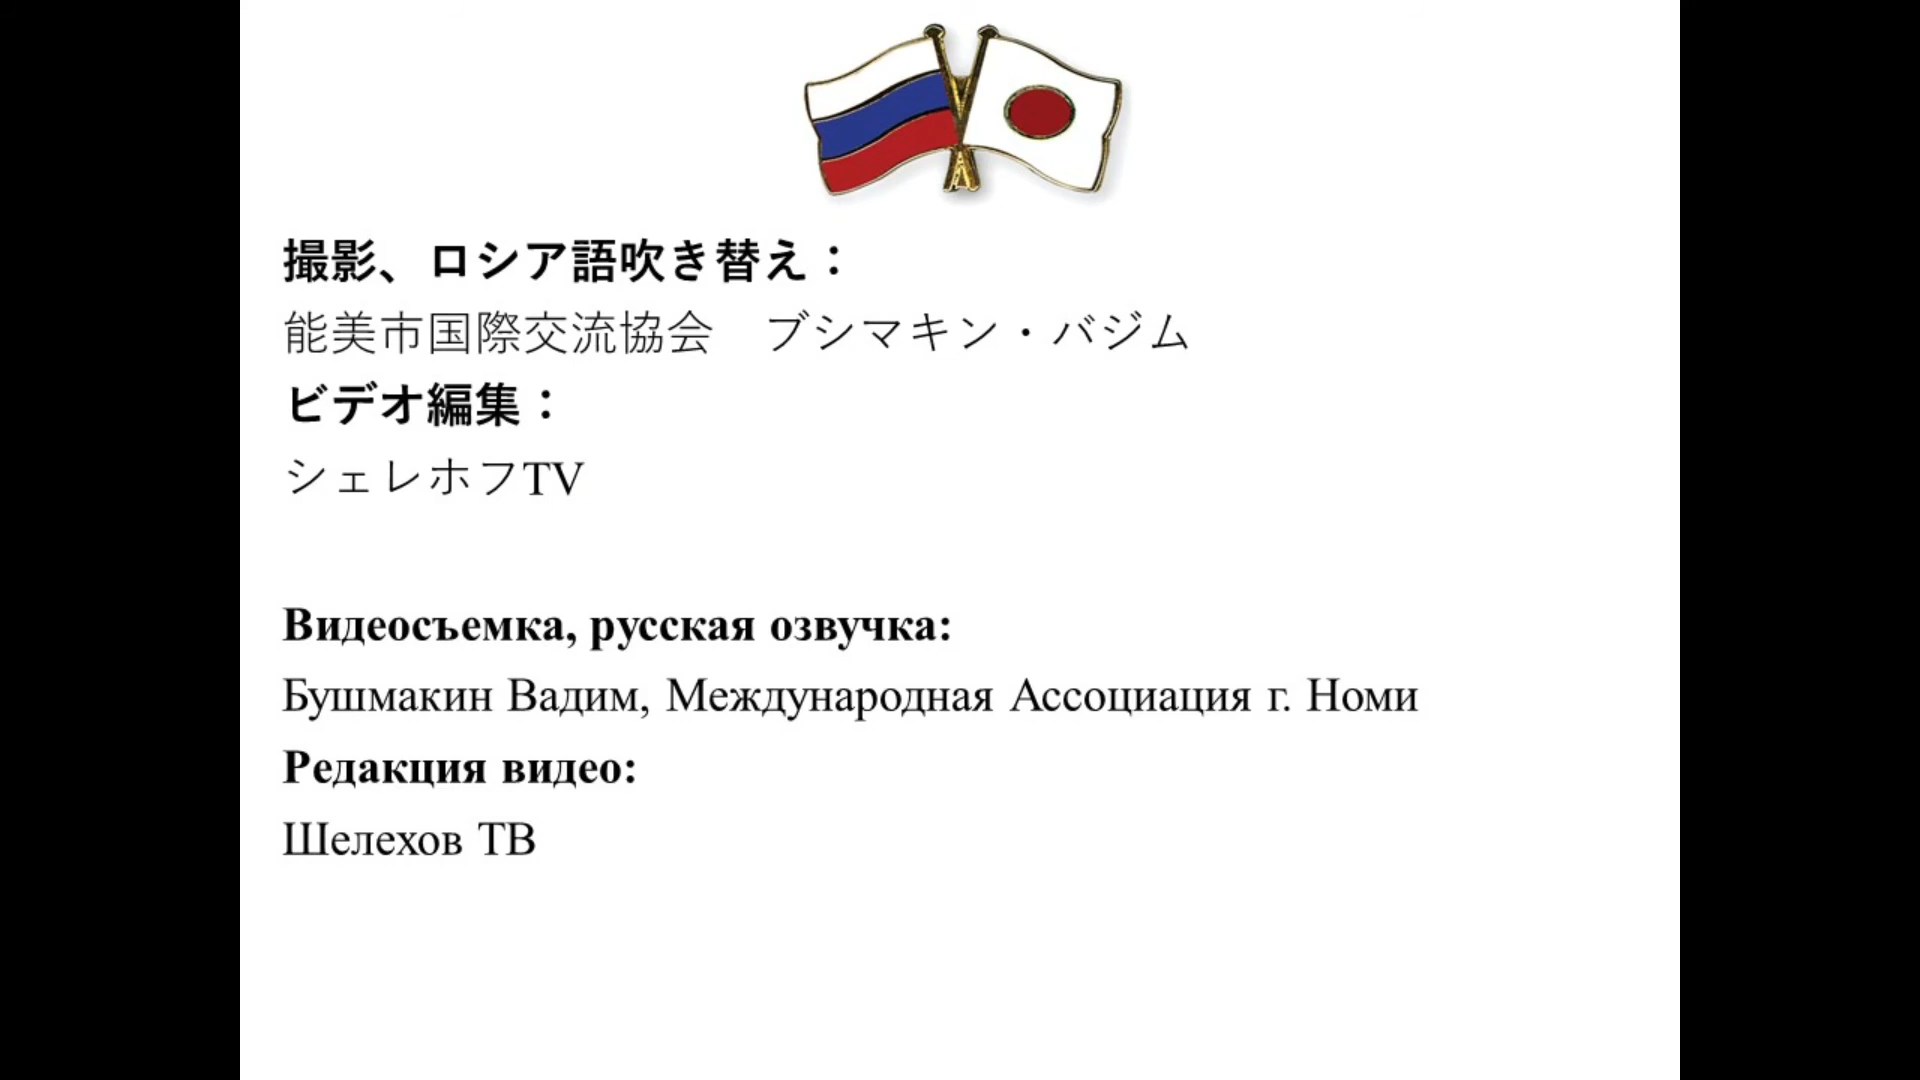 撮影、ロシア語吹き替え：
能美市国際交流協会　ブシマキン・バジム
ビデオ編集：
シェレホフTV
Видеосъемка, русская озвучка:
Бушмакин Вадим, Международная Ассоциация г. Номи
Редакция видео:
Шелехов ТВ